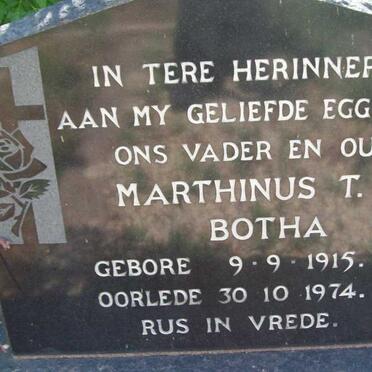 IN TERE HERINNER
AAN MY GELIEFDE EGG
ONS VADER EN OU
MARTHINUS T.
BOTHA
GEBORE 9-9-1915.
OORLEDE 30 10 1974.
RUS IN VREDE.